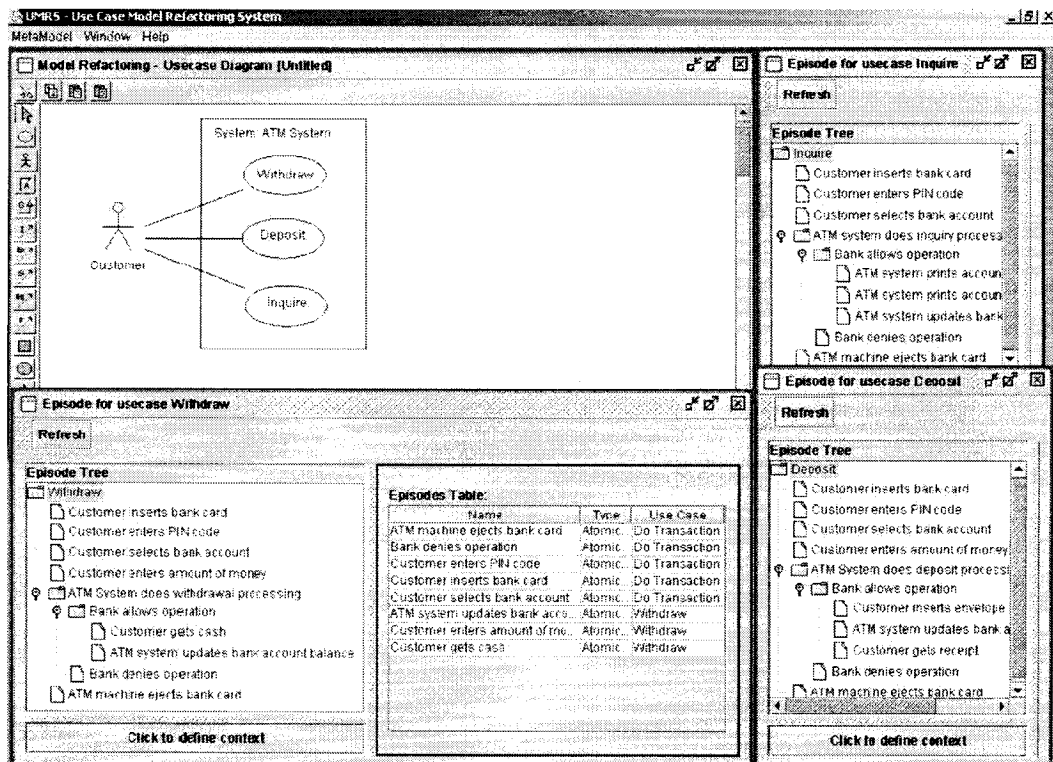 UMRS - Use Case Model Refactoring System
MetaModel Window Help
Model Refactoring - Usecase Diagram [Untitled]
System: ATM System
Withdraw
Deposit
Inquire
Customer
Episode for usecase Inquire
Refresh
Episode Tree
Inquire
Customer inserts bank card
Customer enters PIN code
Customer selects bank account
ATM system does inquiry processa
Bank allows operation
ATM system prints accoun
ATM system prints accoun
ATM system updates bank
Bank denies operation
ATM machine ejects bank card
Episode for usecase Withdraw
Refresh
Episode Tree
Withdraw
Customer inserts bank card
Customer enters PIN code
Customer selects bank account
Customer enters amount of money
ATM System does withdrawal processing
Bank allows operation
Customer gets cash
ATM system updates bank account balance
Bank denies operation
ATM machine ejects bank card
Click to define context
Episodes Table:
Name Type Use Case
ATM machine ejects bank card Atomic... Do Transaction
Bank denies operation Atomic... Do Transaction
Customer enters PIN code Atomic... Do Transaction
Customer inserts bank card Atomic... Do Transaction
Customer selects bank account Atomic... Do Transaction
ATM system updates bank acco... Atomic... Withdraw
Customer enters amount of mo... Atomic... Withdraw
Customer gets cash Atomic... Withdraw
Episode for usecase Deposit
Refresh
Episode Tree
Deposit
Customer inserts bank card
Customer enters PIN code
Customer selects bank account
Customer enters amount of money
ATM System does deposit processi
Bank allows operation
Customer inserts envelope
ATM system updates bank a
Customer gets receipt
Bank denies operation
ATM machine ejects bank card
Click to define context